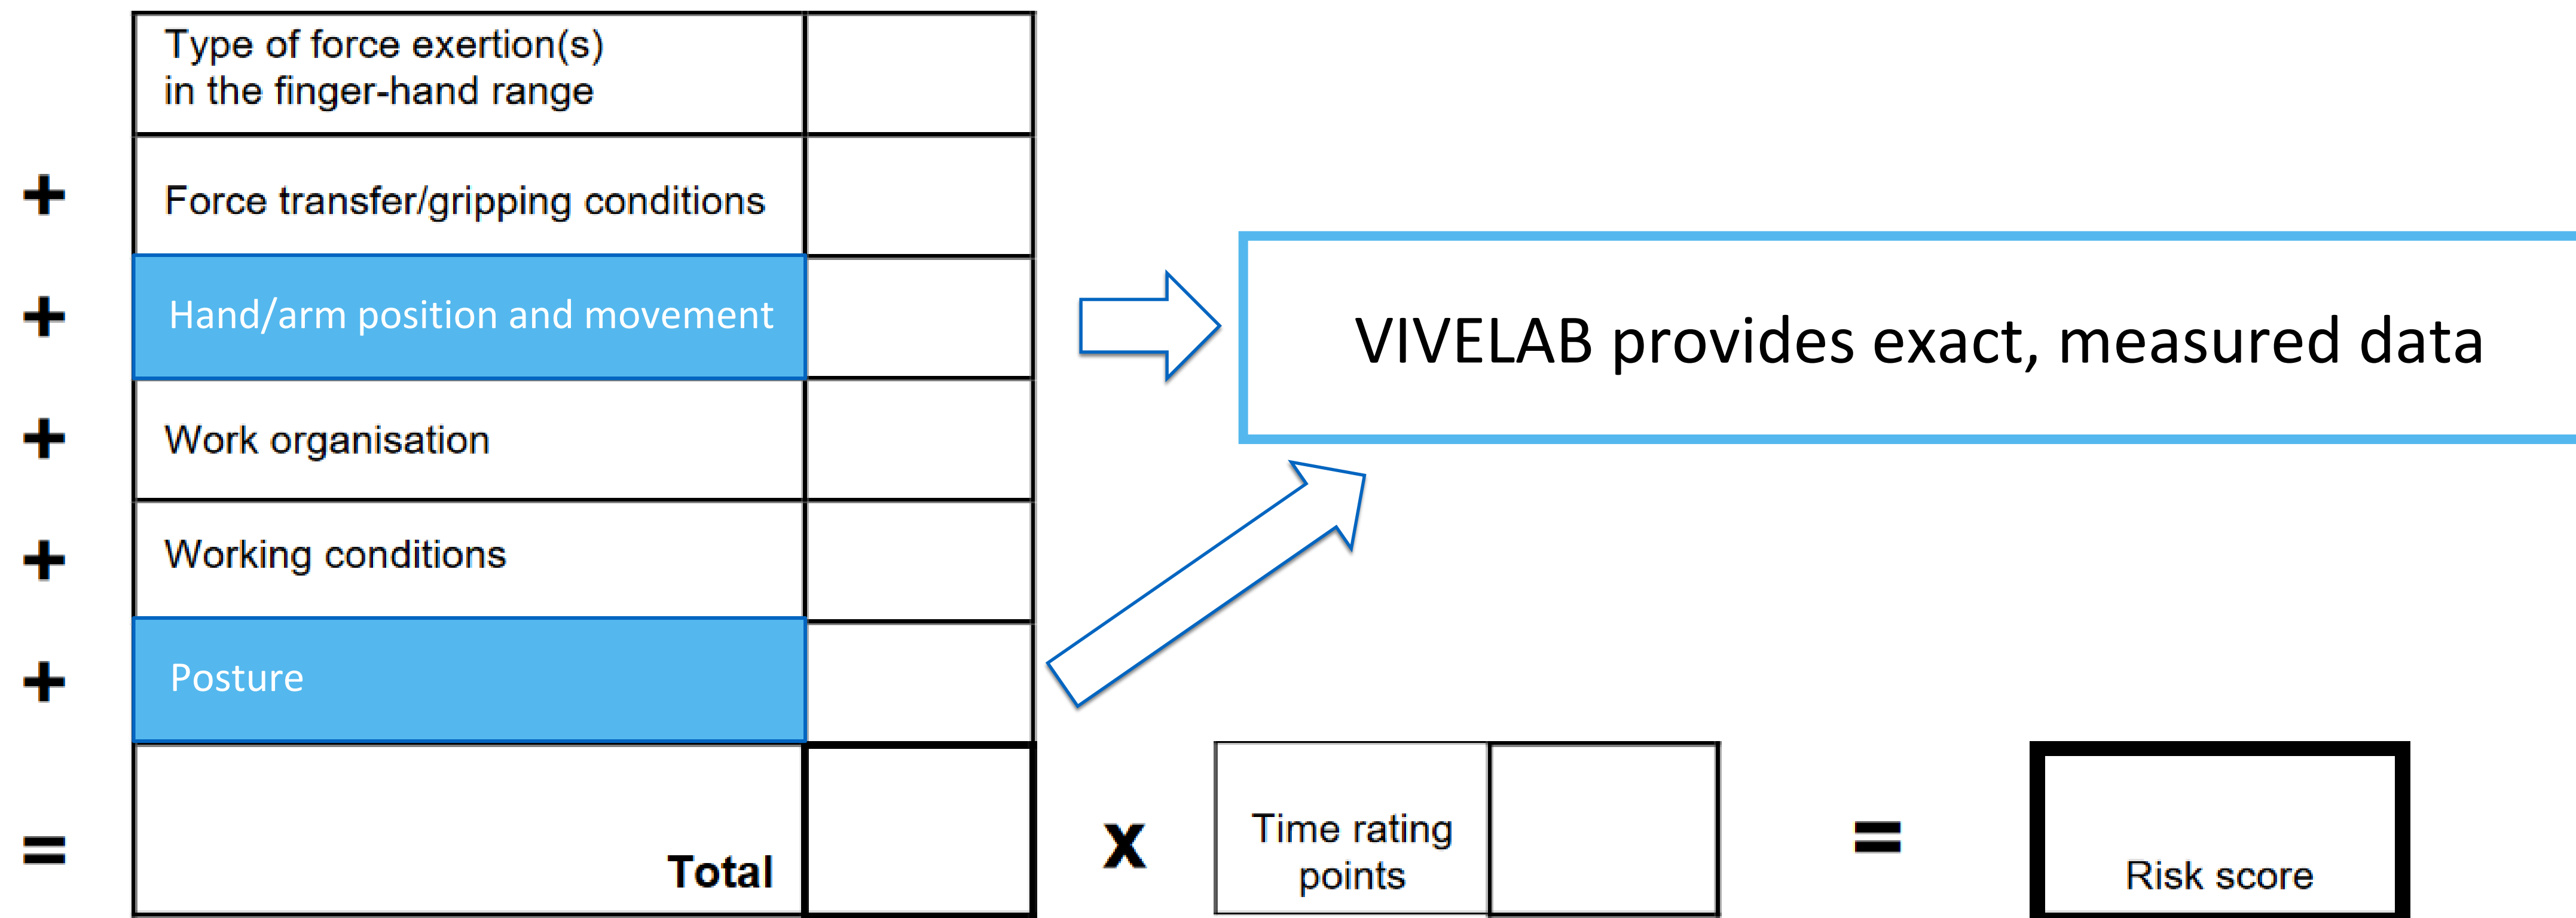 Type of force exertion(s)
in the finger-hand range
+ Force transfer/gripping conditions
+ Hand/arm position and movement
VIVELAB provides exact, measured data
+ Work organisation
+ Working conditions
+ Posture
= Total x Time rating
points = Risk score